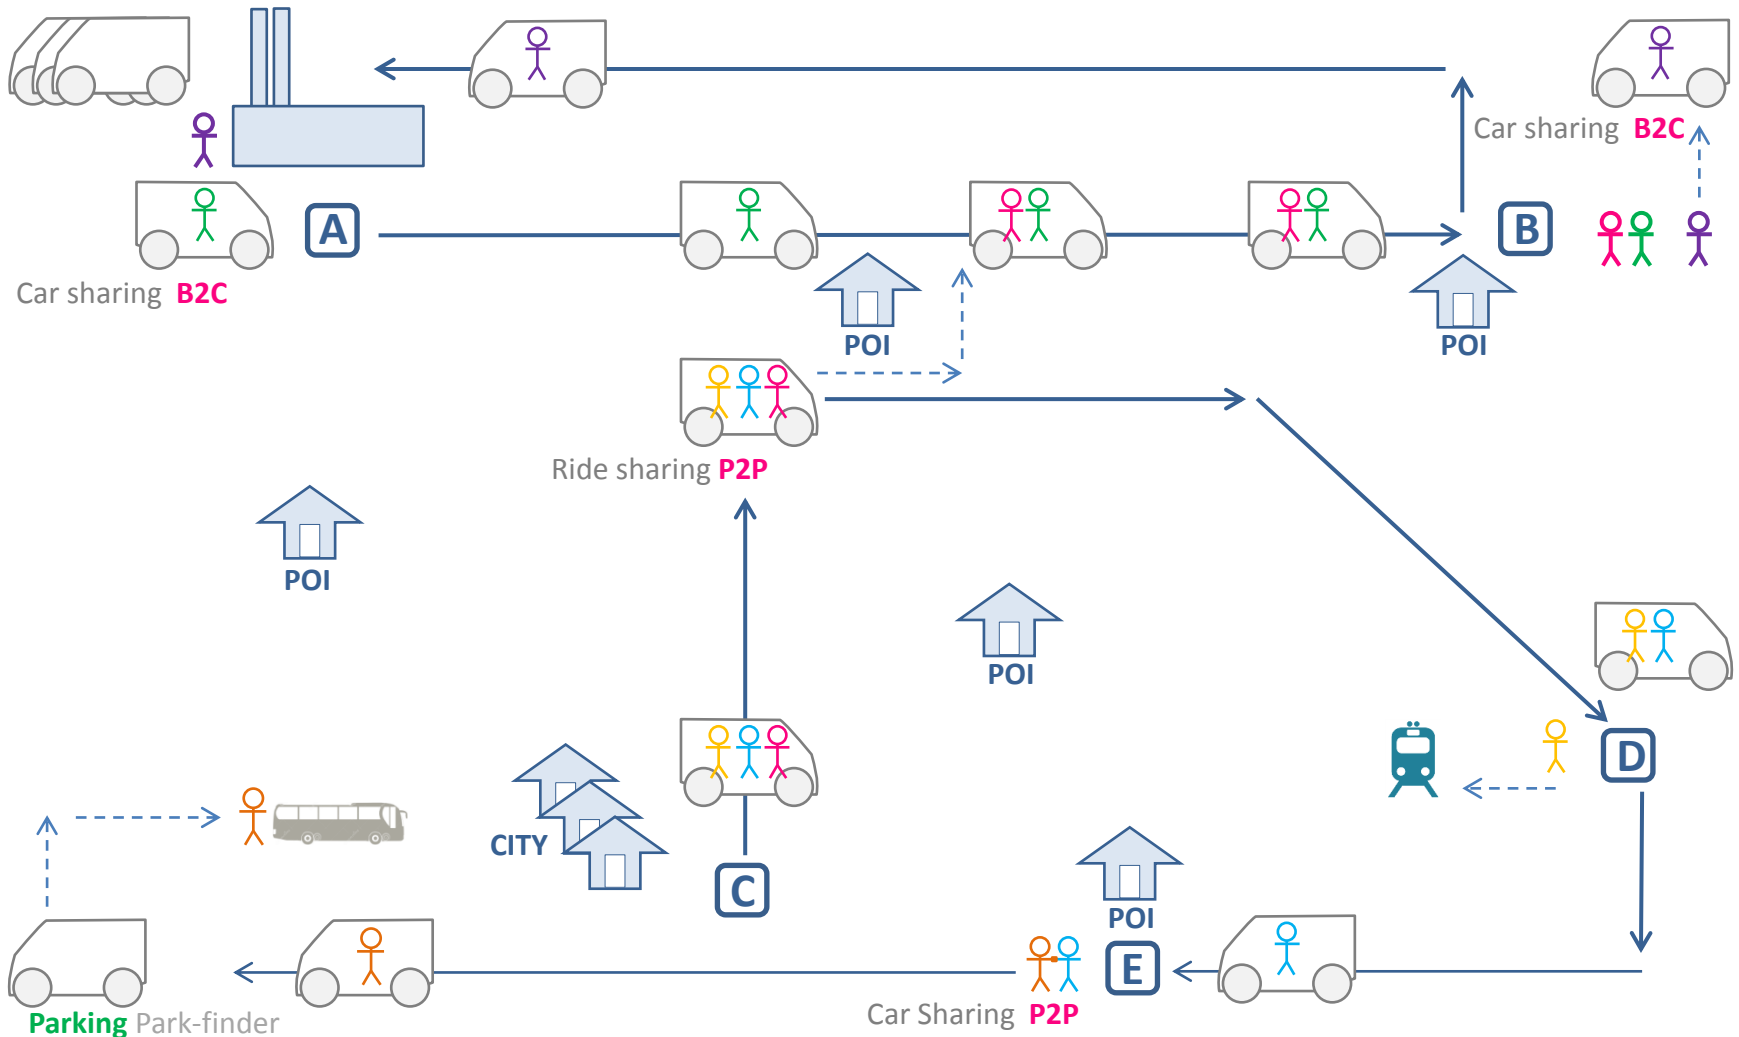 Car sharing B2C
A
B
Car sharing B2C
POI
POI
Ride sharing P2P
POI
POI
D
CITY
C
POI
E
Car Sharing P2P
Parking Park-finder